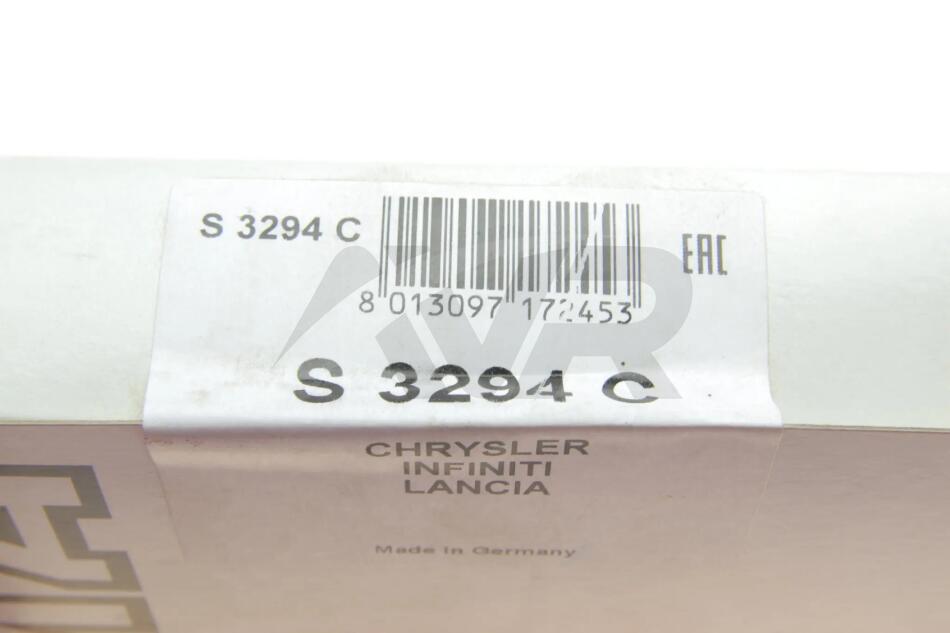 S 3294 C
EAC
8 013097 172453
S 3294 C
CHRYSLER
INFINITI
LANCIA
Made in Germany